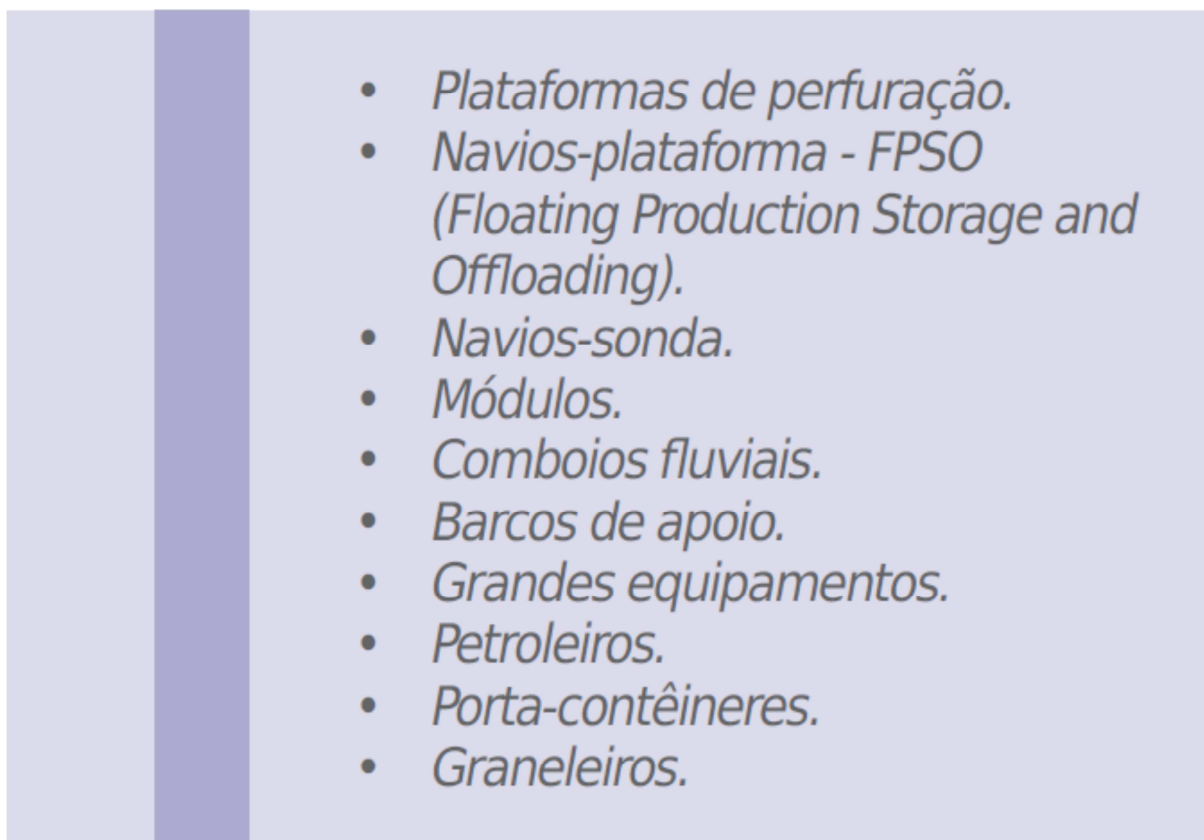 • Plataformas de perfuração.
• Navios-plataforma - FPSO
(Floating Production Storage and
Offloading).
• Navios-sonda.
• Módulos.
• Comboios fluviais.
• Barcos de apoio.
• Grandes equipamentos.
• Petroleiros.
• Porta-contêineres.
• Graneleiros.